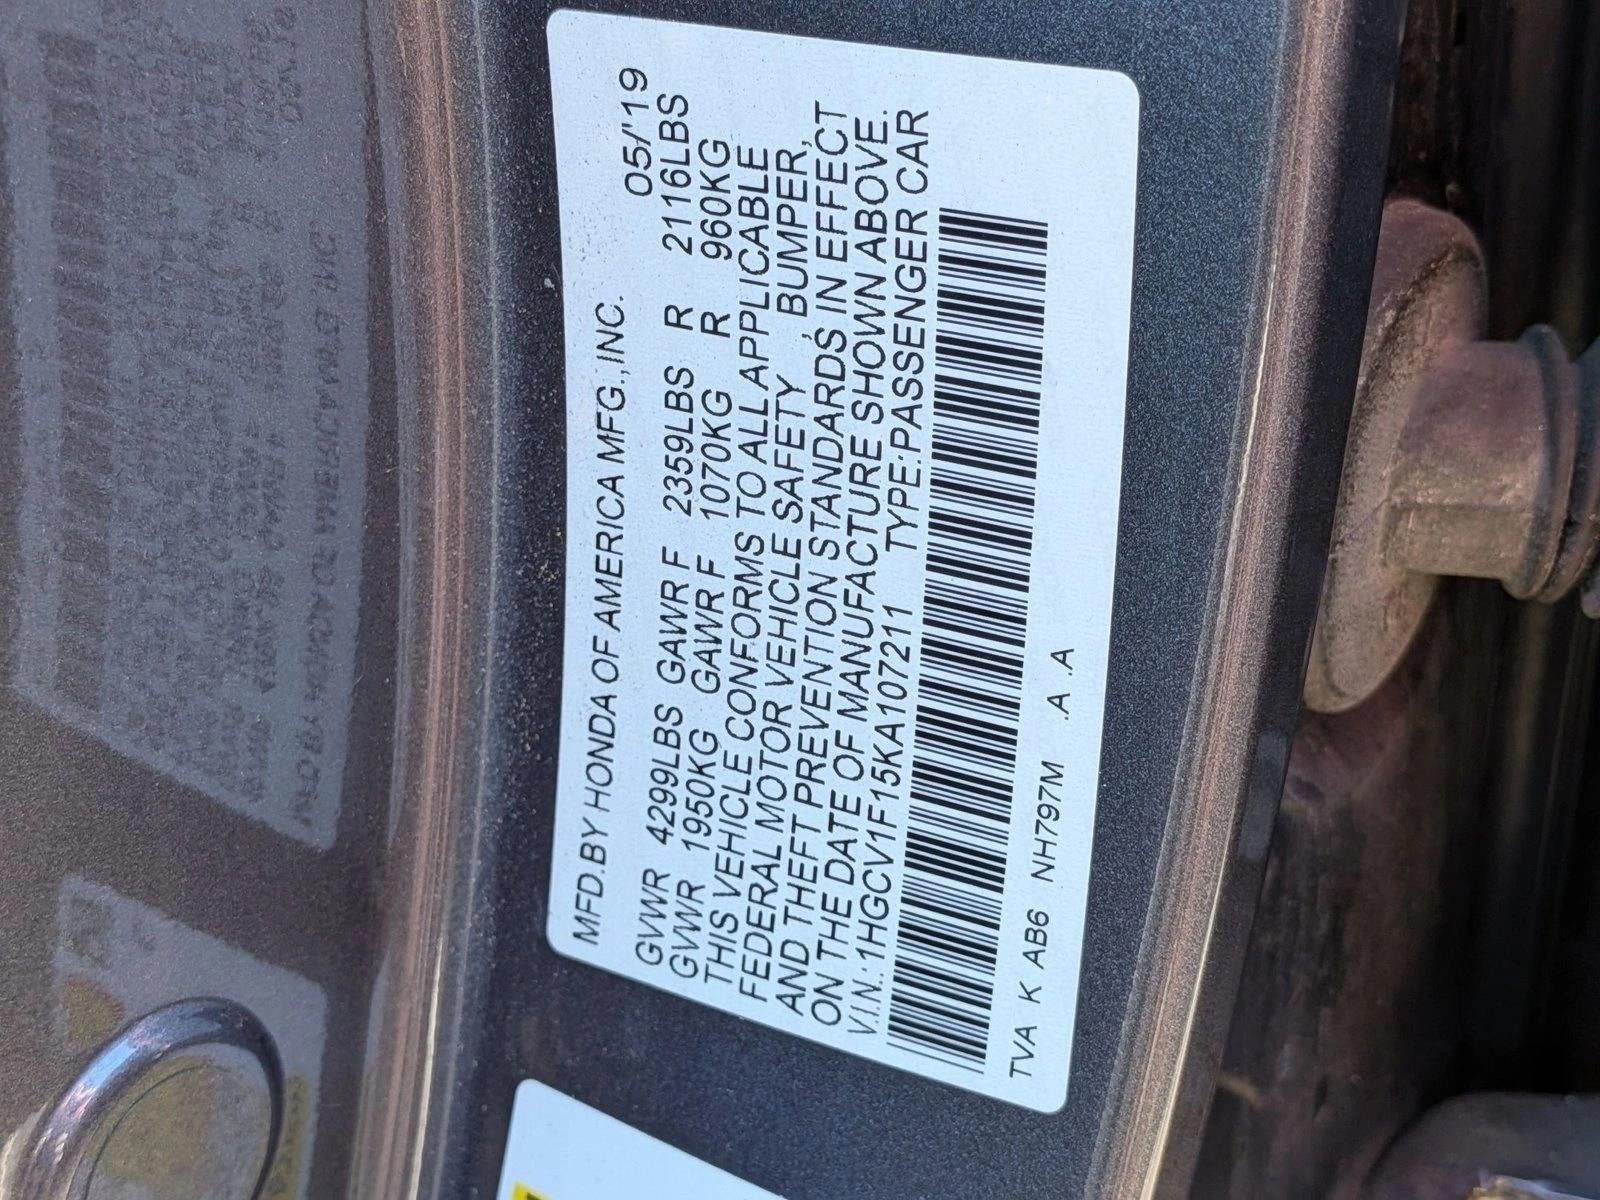 MFD.BY HONDA OF AMERICA MFG.,INC. 05/'19
GVWR 4299LBS GAWR F 2359LBS R 2116LBS
GVWR 1950KG GAWR F 1070KG R 960KG
THIS VEHICLE CONFORMS TO ALL APPLICABLE
FEDERAL MOTOR VEHICLE SAFETY, BUMPER,
AND THEFT PREVENTION STANDARDS, IN EFFECT
ON THE DATE OF MANUFACTURE SHOWN ABOVE.
V.I.N.:1HGCV1F15KA107211 TYPE:PASSENGER CAR
TVA K AB6 NH797M .A .A